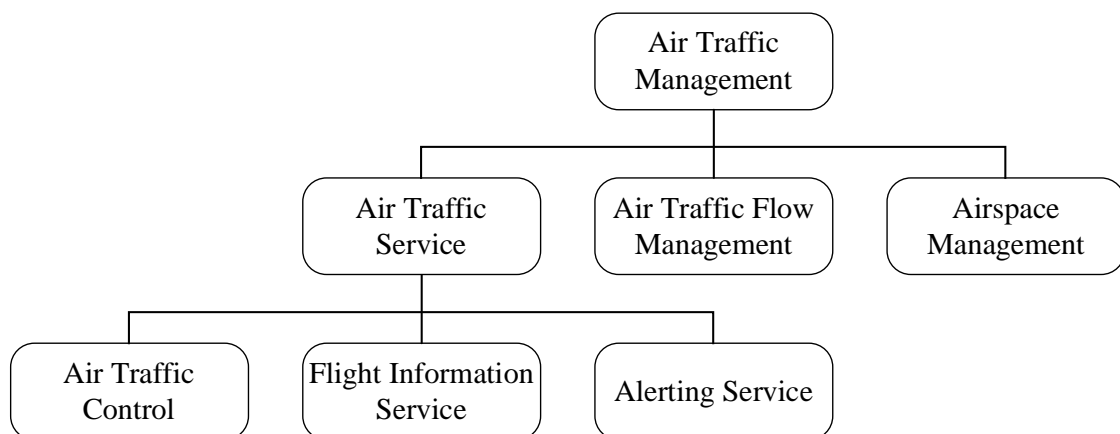 Air Traffic
Management
Air Traffic
Service
Air Traffic Flow
Management
Airspace
Management
Air Traffic
Control
Flight Information
Service
Alerting Service